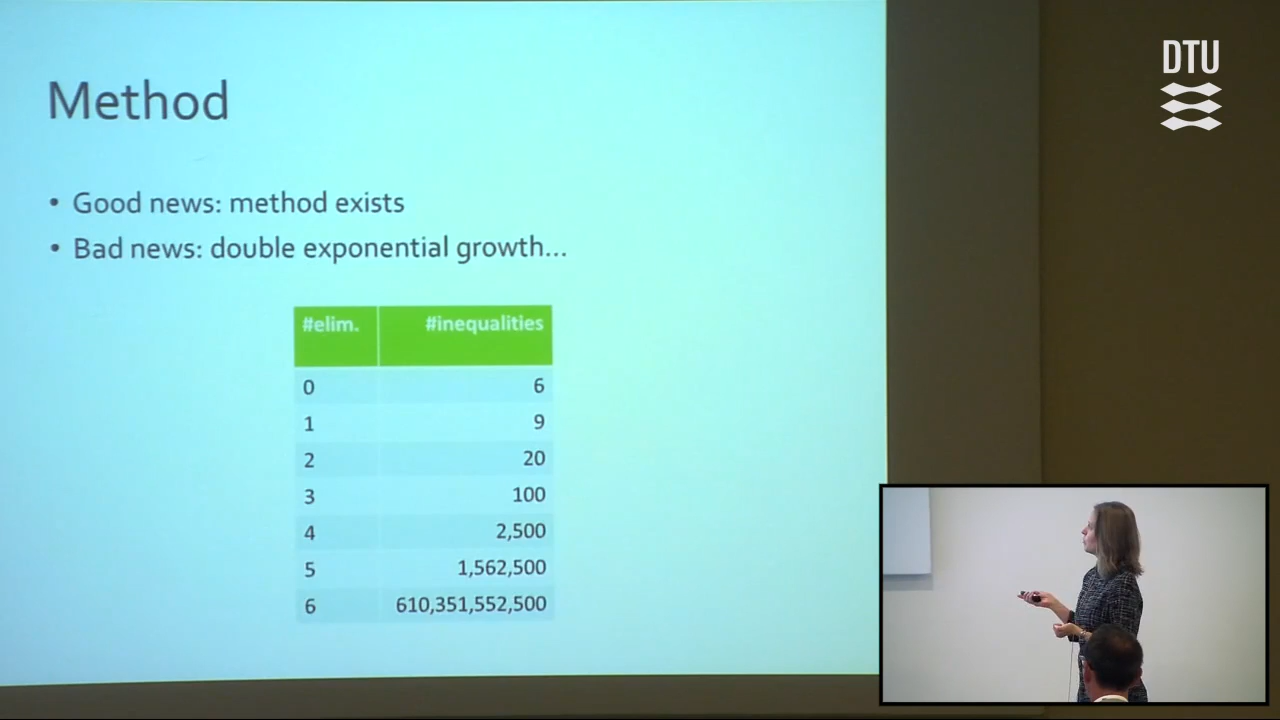 DTU
Method
• Good news: method exists
• Bad news: double exponential growth...
#elim. #inequalities
0 6
1 9
2 20
3 100
4 2,500
5 1,562,500
6 610,351,552,500